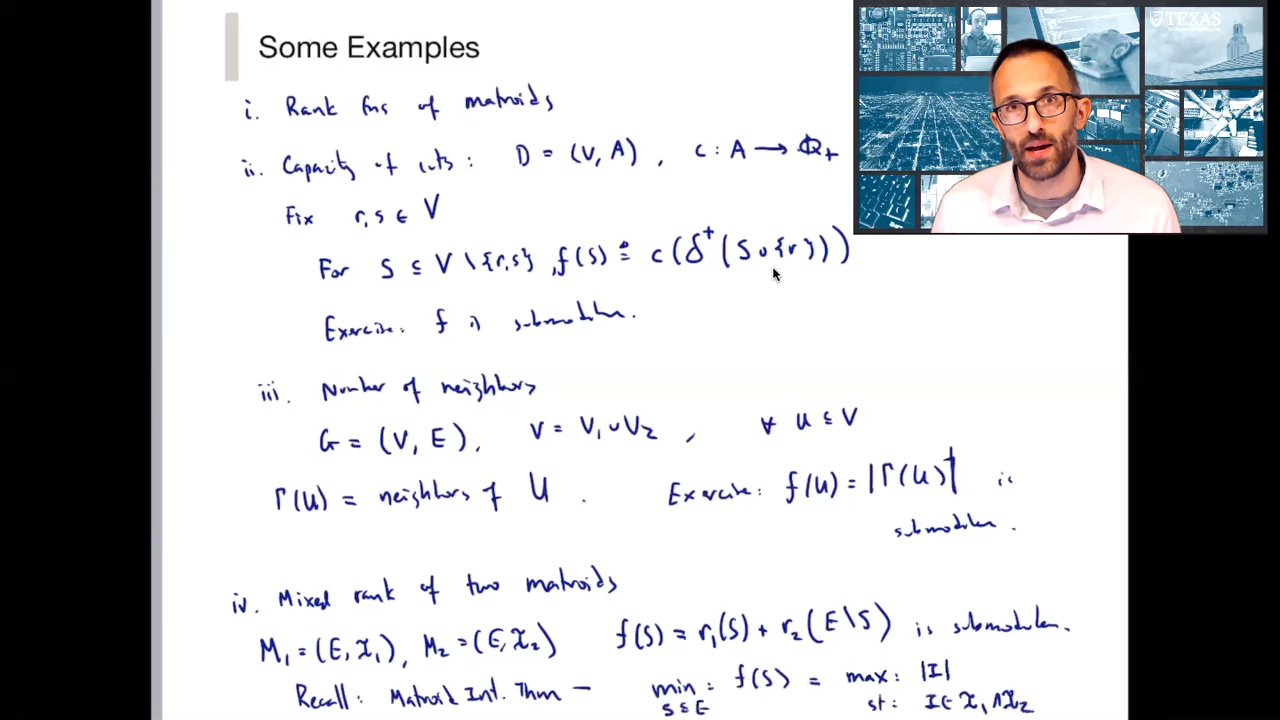 Some Examples
TEXAS
i. Rank fns of matroids
ii. Capacity of cuts : D = (V, A) , c : A → ℚ+
Fix r,s ∈ V
For S ⊆ V \ {r,s} , f(S) ≜ c(δ⁺(S ∪ {r}))
Exercise: f is submodular.
iii. Number of neighbors
G = (V, E), V = V₁ ∪ V₂ , ∀ U ⊆ V
Γ(U) = neighbors of U . Exercise: f(U) = |Γ(U)| is
submodular .
iv. Mixed rank of two matroids
M₁ = (E, I₁), M₂ = (E, I₂) f(S) = r₁(S) + r₂(E\S) is submodular.
Recall: Matroid Int. Thm – min : f(S) = max: |I|
S ⊆ E st: I ∈ I₁ ∩ I₂